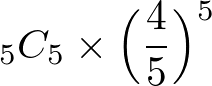 ₅C₅ × (4/5)⁵